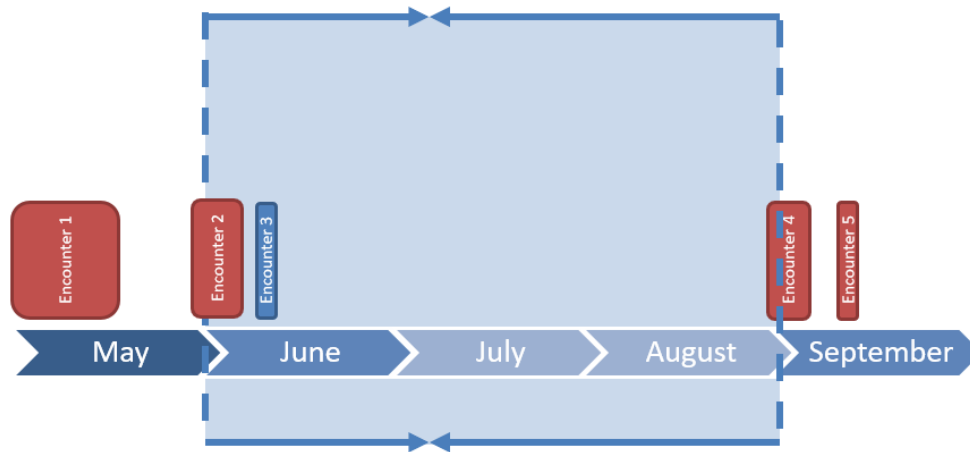 Encounter 1
Encounter 2
Encounter 3
Encounter 4
Encounter 5
May
June
July
August
September